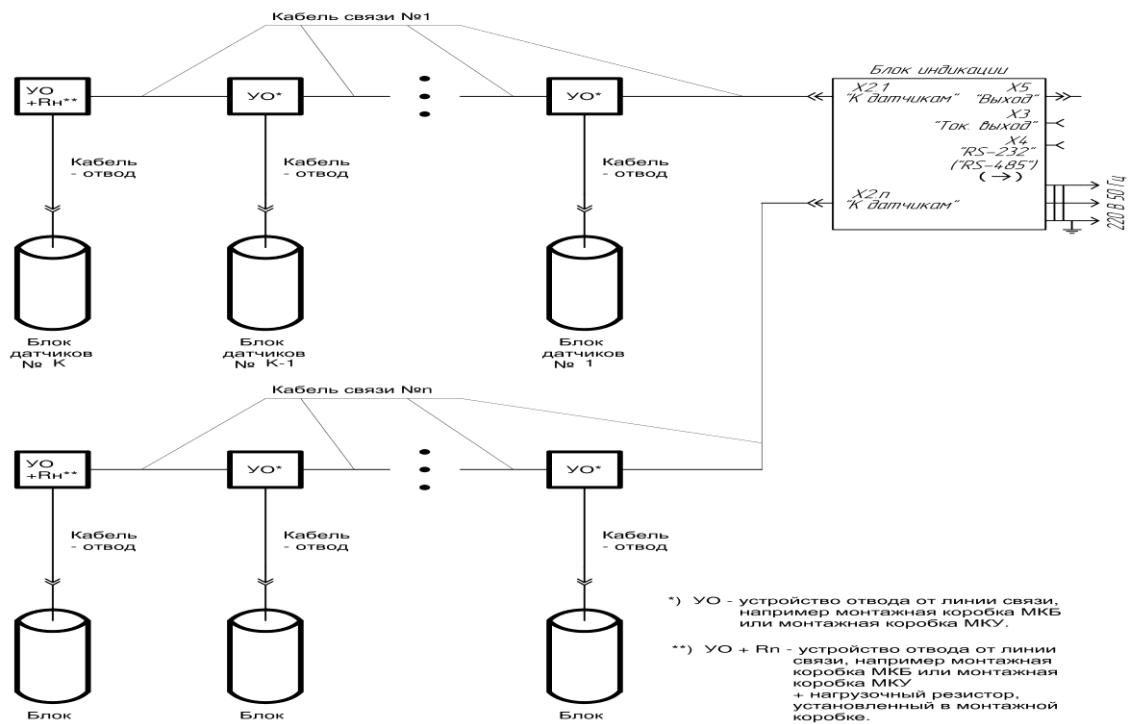 Кабель связи №1
Блок индикации
УО
+Rн**
УО*
УО*
X2.1
"К датчикам"
X5
"Выход"
X3
"Ток. выход"
X4
"RS-232"
("RS-485")
(→)
X2.n
"К датчикам"
220 В 50 Гц
Кабель
- отвод
Кабель
- отвод
Кабель
- отвод
Блок
датчиков
№ К
Блок
датчиков
№ К-1
Блок
датчиков
№ 1
Кабель связи №n
УО
+Rн**
УО*
УО*
Кабель
- отвод
Кабель
- отвод
Кабель
- отвод
Блок
Блок
Блок
*) УО - устройство отвода от линии связи,
например монтажная коробка МКБ
или монтажная коробка МКУ.
**) УО + Rn - устройство отвода от линии
связи, например монтажная
коробка МКБ или монтажная
коробка МКУ
+ нагрузочный резистор,
установленный в монтажной
коробке.